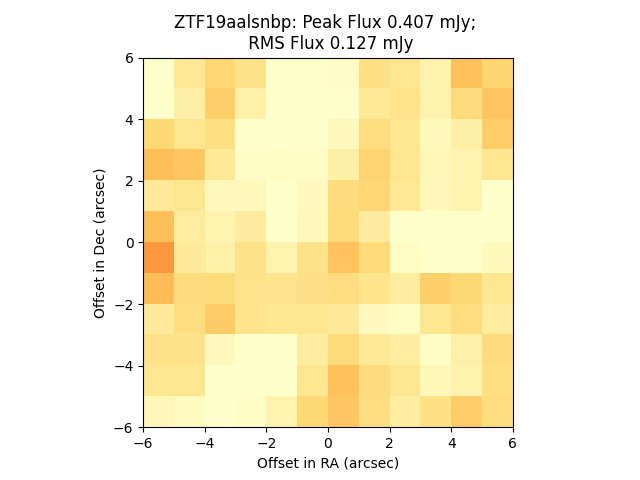 ZTF19aalsnbp: Peak Flux 0.407 mJy;
RMS Flux 0.127 mJy
6
4
2
0
−2
−4
−6
Offset in Dec (arcsec)
−6 −4 −2 0 2 4 6
Offset in RA (arcsec)